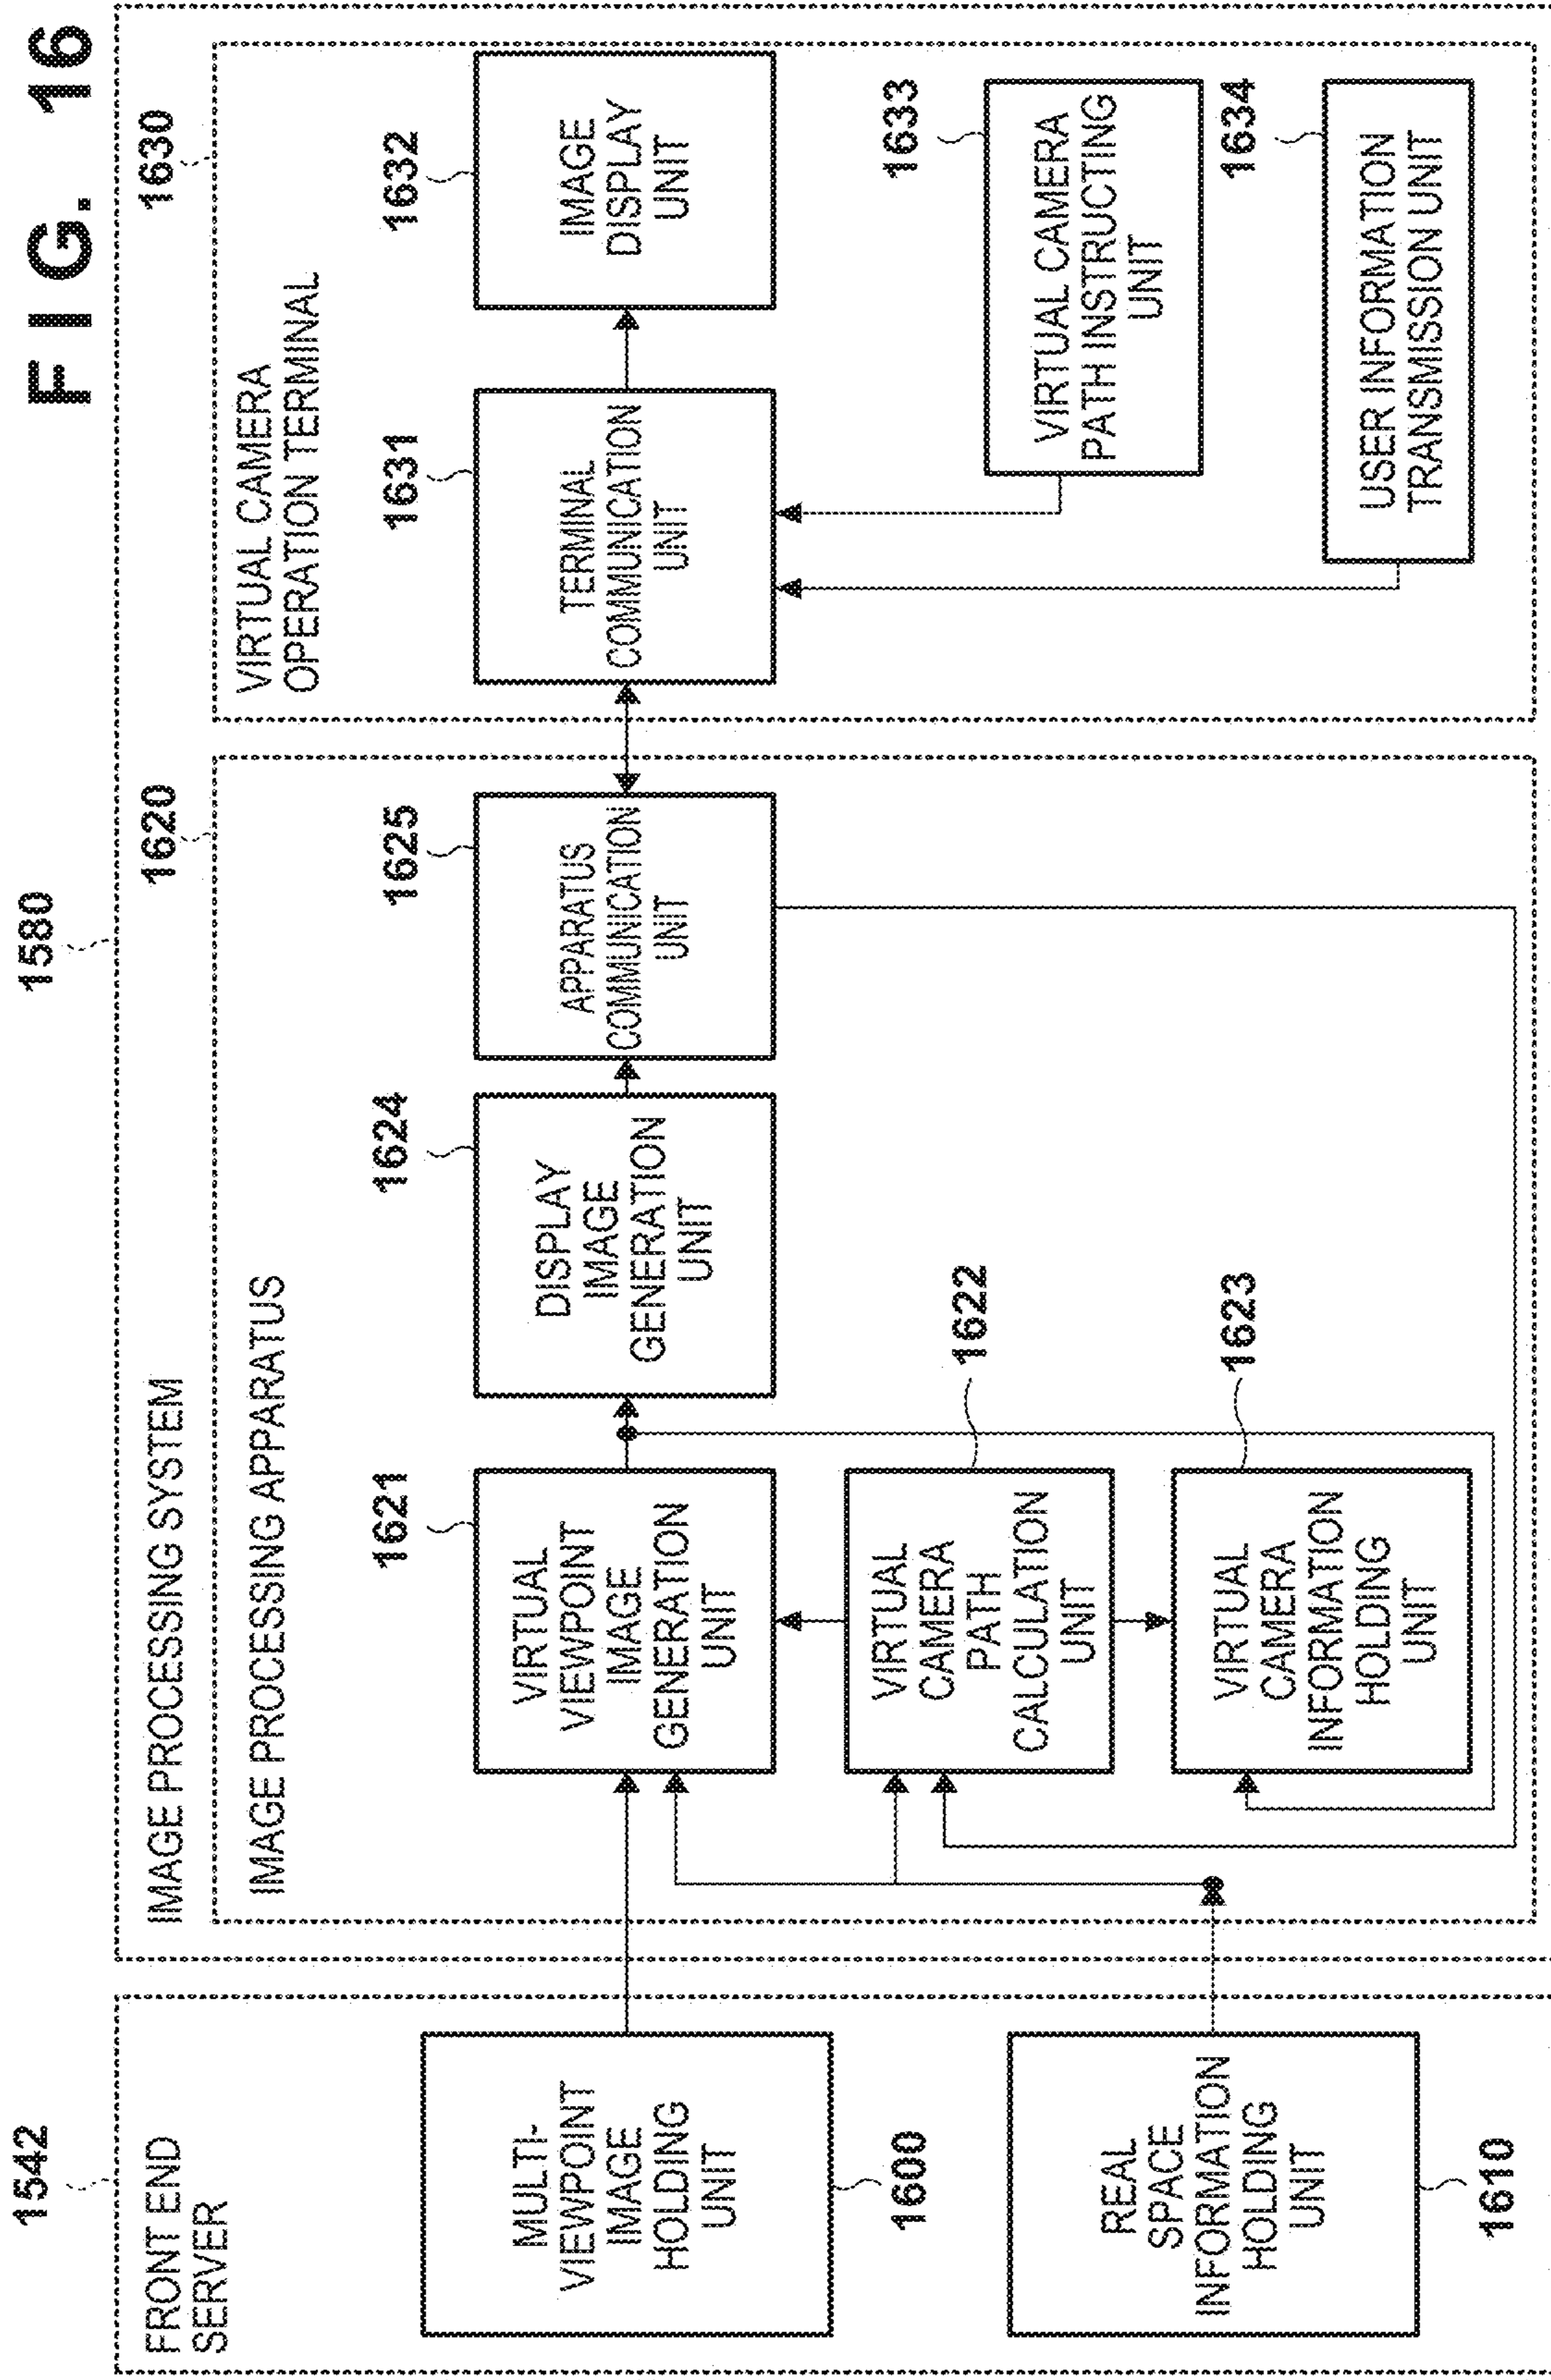 FIG. 16
1542
FRONT END
SERVER
MULTI-
VIEWPOINT
IMAGE
HOLDING
UNIT
1600
REAL
SPACE
INFORMATION
HOLDING
UNIT
1610
1580
IMAGE PROCESSING SYSTEM
1620
IMAGE PROCESSING APPARATUS
1621
VIRTUAL
VIEWPOINT
IMAGE
GENERATION
UNIT
1622
VIRTUAL
CAMERA
PATH
CALCULATION
UNIT
1623
VIRTUAL
CAMERA
INFORMATION
HOLDING
UNIT
1624
DISPLAY
IMAGE
GENERATION
UNIT
1625
APPARATUS
COMMUNICATION
UNIT
1630
VIRTUAL CAMERA
OPERATION TERMINAL
1631
TERMINAL
COMMUNICATION
UNIT
1632
IMAGE
DISPLAY
UNIT
1633
VIRTUAL CAMERA
PATH INSTRUCTING
UNIT
1634
USER INFORMATION
TRANSMISSION UNIT